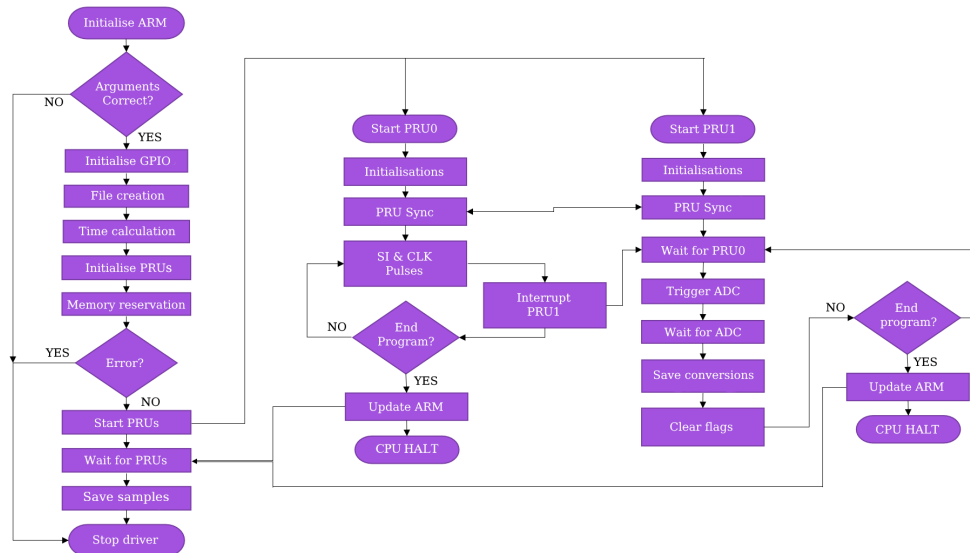 Initialise ARM
Arguments
Correct?
NO
YES
Initialise GPIO
File creation
Time calculation
Initialise PRUs
Memory reservation
Error?
YES
NO
Start PRUs
Wait for PRUs
Save samples
Stop driver
Start PRU0
Initialisations
PRU Sync
SI & CLK
Pulses
Interrupt
PRU1
End
Program?
NO
YES
Update ARM
CPU HALT
Start PRU1
Initialisations
PRU Sync
Wait for PRU0
Trigger ADC
Wait for ADC
Save conversions
Clear flags
End
program?
NO
YES
Update ARM
CPU HALT